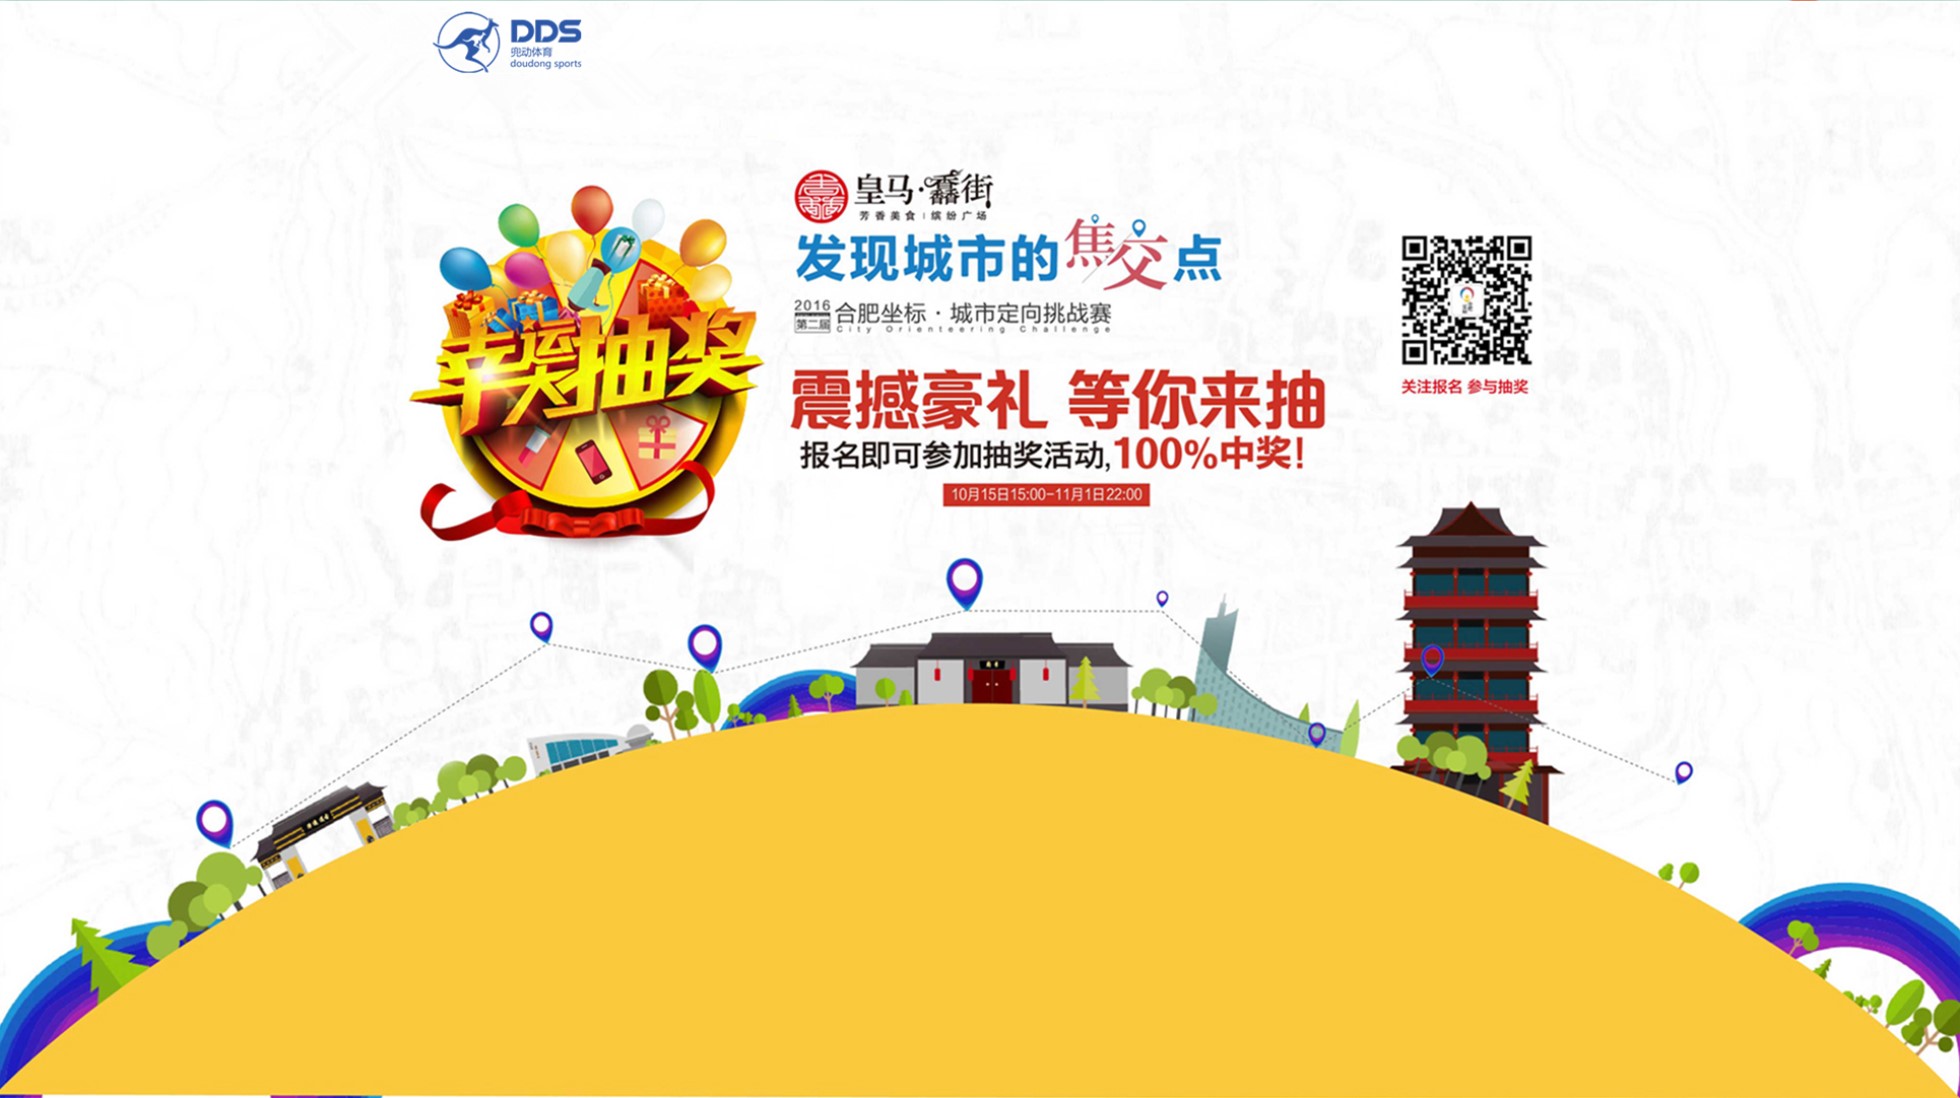 DDS
兜动体育
doudong sports
皇马·馫街
芳香美食 | 缤纷广场
发现城市的焦交点
2016 第二届 合肥坐标·城市定向挑战赛
City Orienteering Challenge
幸运大抽奖
震撼豪礼 等你来抽
报名即可参加抽奖活动,100%中奖!
10月15日15:00-11月1日22:00
关注报名 参与抽奖